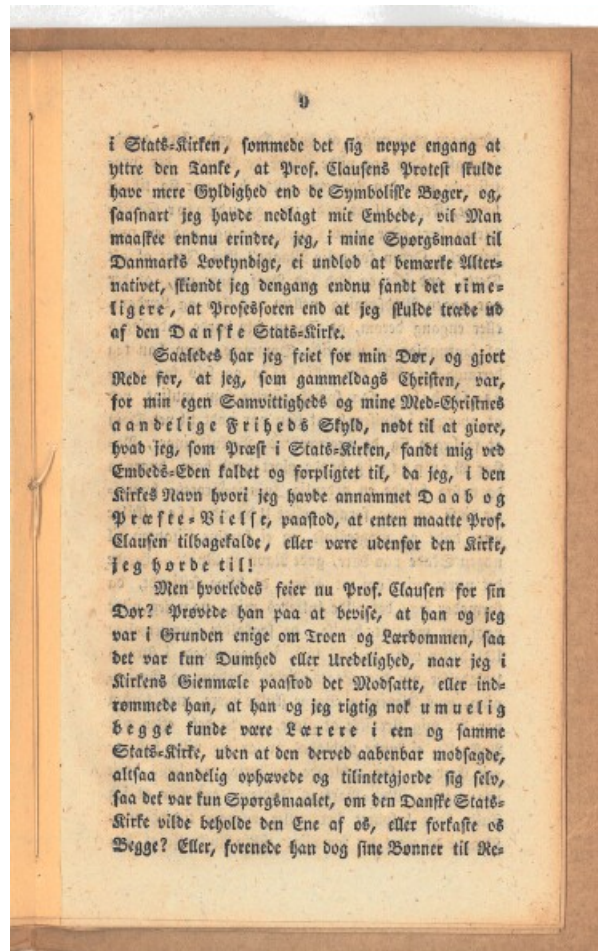 9
i Stats-Kirken, sommede det sig neppe engang at
yttre den Tanke, at Prof. Clausens Protest skulde
have mere Gyldighed end de Symboliske Bøger, og,
saasnart jeg havde nedlagt mit Embede, vil Man
maaskee endnu erindre, jeg, i mine Spørgsmaal til
Danmarks Lovkyndige, ei undlod at bemærke Alter-
nativet, skiøndt jeg dengang endnu fandt det rime-
ligere, at Professoren end at jeg skulde træde ud
af den Danske Stats-Kirke.
Saaledes har jeg feiet for min Dør, og gjort
Rede for, at jeg, som gammeldags Christen, var,
for min egen Samvittigheds og mine Med-Christnes
aandelige Friheds Skyld, nødt til at giøre,
hvad jeg, som Præst i Stats-Kirken, fandt mig ved
Embeds-Eden kaldet og forpligtet til, da jeg, i den
Kirkes Navn hvori jeg havde annammet Daab og
Præste-Vielse, paastod, at enten maatte Prof.
Clausen tilbagekalde, eller være udenfor den Kirke,
jeg hørde til!
Men hvorledes feier nu Prof. Clausen for sin
Dør? Prøvede han paa at bevise, at han og jeg
var i Grunden enige om Troen og Lærdommen, saa
det var kun Dumhed eller Uredelighed, naar jeg i
Kirkens Gienmæle paastod det Modsatte, eller ind-
rømmede han, at han og jeg rigtig nok umuelig
begge kunde være Lærere i een og samme
Stats-Kirke, uden at den derved aabenbar modsagde,
altsaa aandelig ophævede og tilintetgjorde sig selv,
saa det var kun Spørgsmaalet, om den Danske Stats-
Kirke vilde beholde den Ene af os, eller forkaste os
Begge? Eller, forenede han dog sine Bønner til Re-